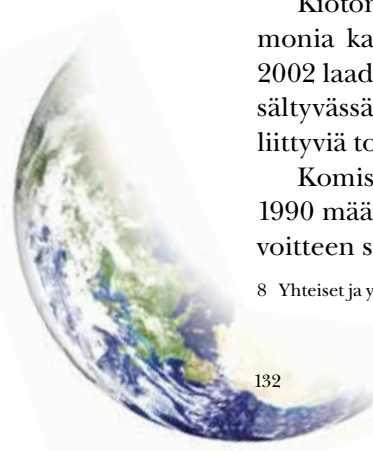 Kioton
monia ka
2002 laad
sältyvässä
liittyviä to
Komis
1990 mää
voitteen s
8 Yhteiset ja y
132